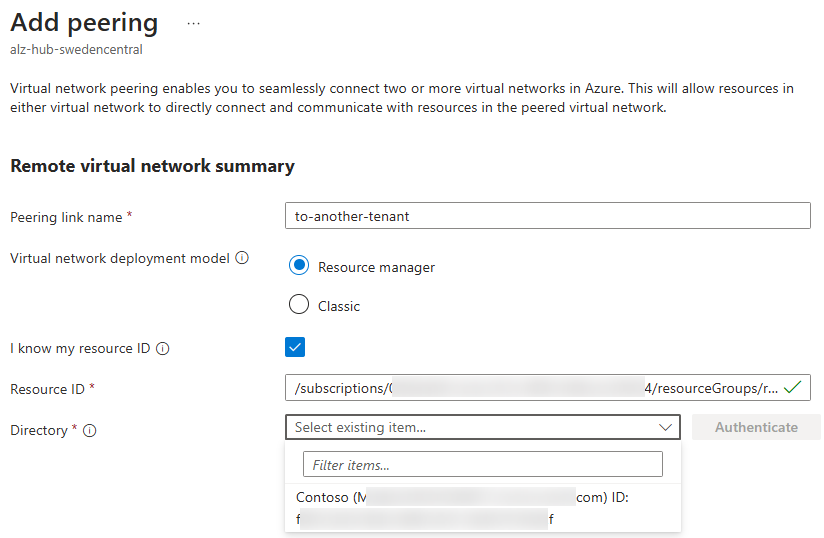 Add peering ...
alz-hub-swedencentral
Virtual network peering enables you to seamlessly connect two or more virtual networks in Azure. This will allow resources in
either virtual network to directly connect and communicate with resources in the peered virtual network.
Remote virtual network summary
Peering link name * to-another-tenant
Virtual network deployment model Resource manager
Classic
I know my resource ID
Resource ID * /subscriptions/0 4/resourceGroups/r...
Directory * Select existing item... Authenticate
Filter items...
Contoso (M com) ID:
f f